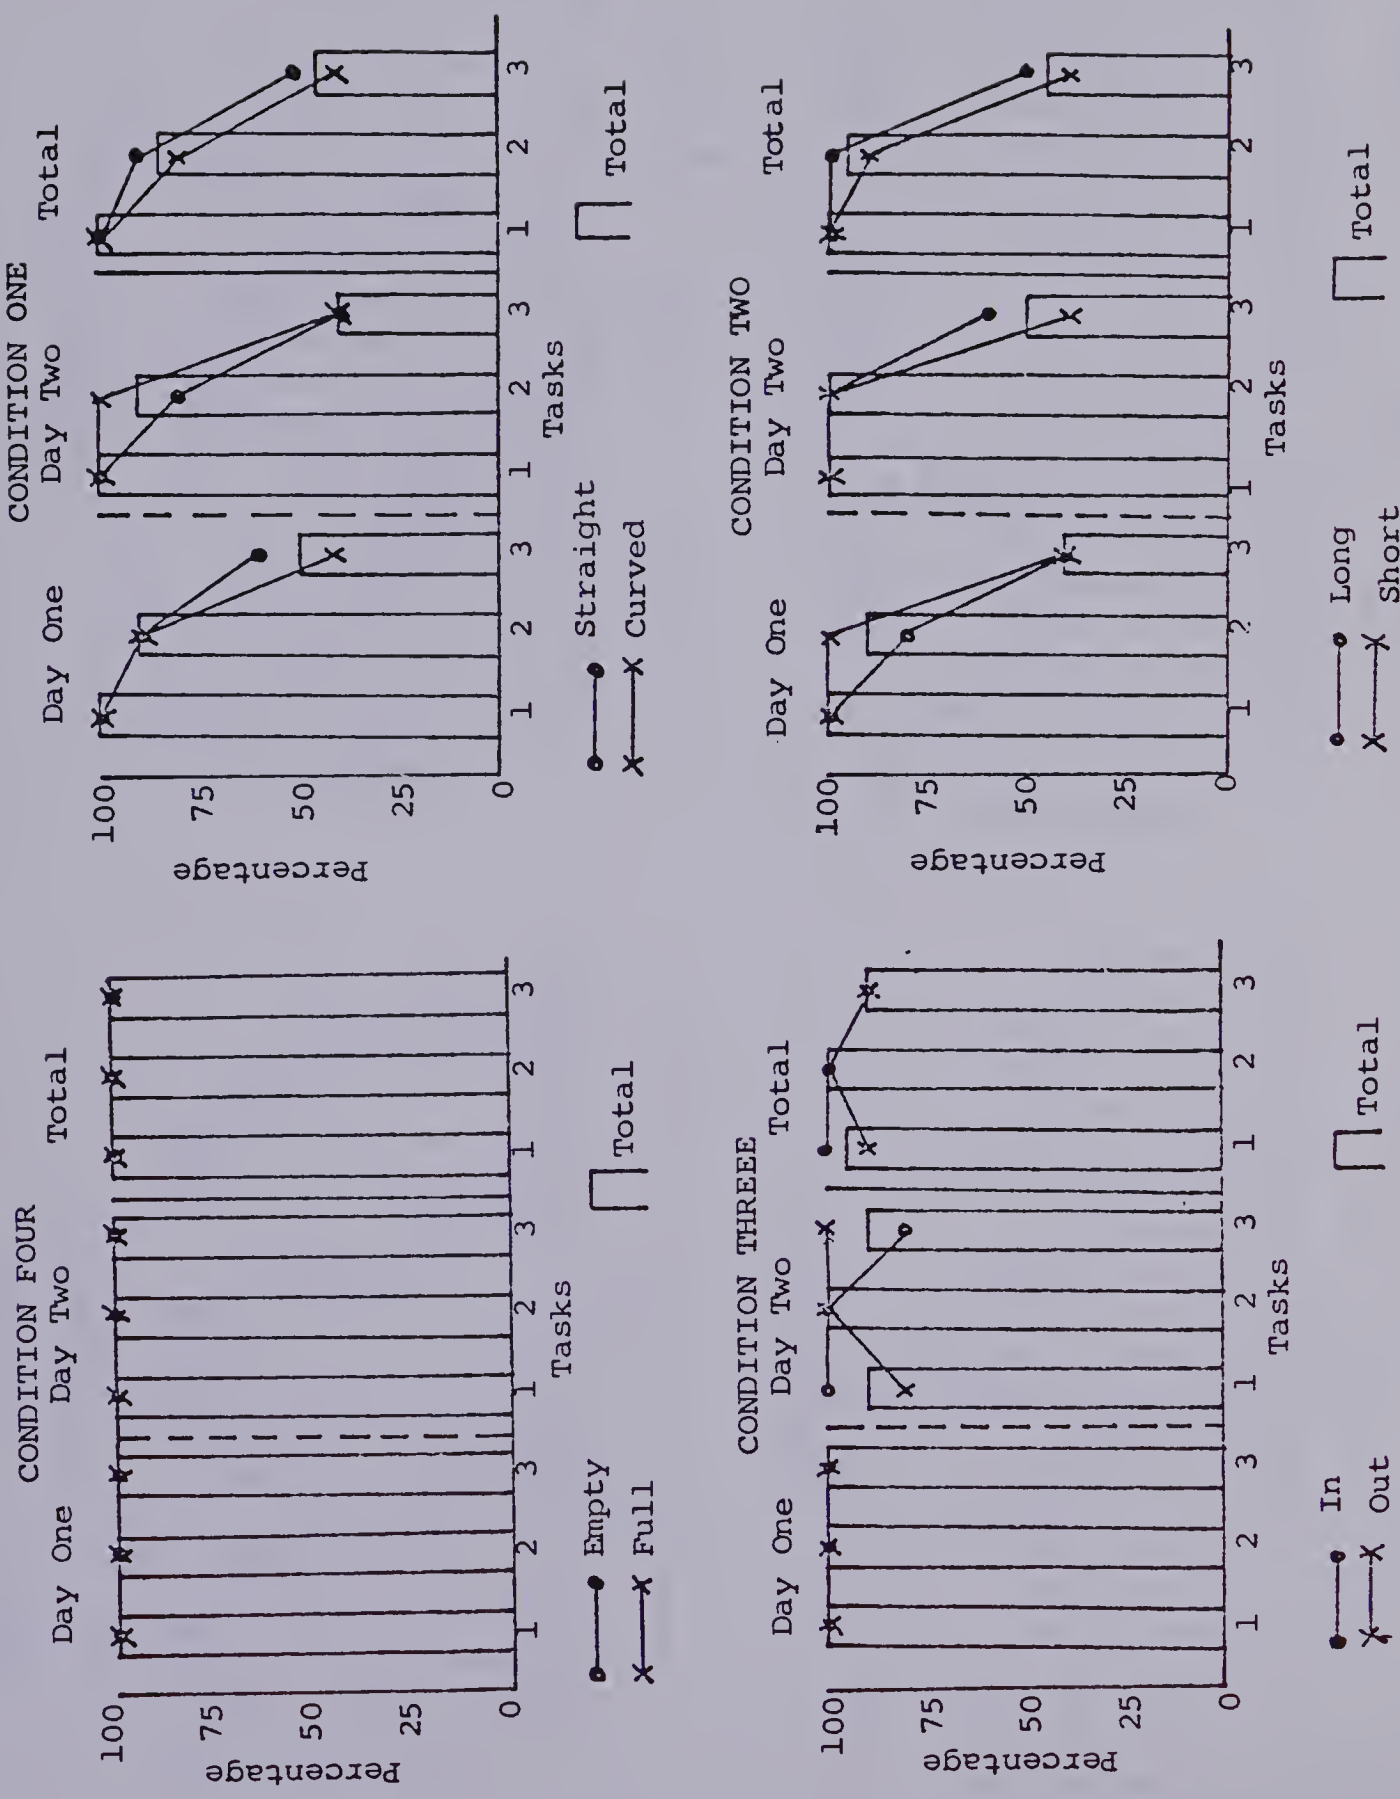 CONDITION ONE
Day One Day Two Total
Percentage
100
75
50
25
0
1 2 3 1 2 3 1 2 3
Tasks
Straight
Curved
Total
CONDITION TWO
Day One Day Two Total
Percentage
100
75
50
25
0
1 2 3 1 2 3 1 2 3
Tasks
Long
Short
Total
CONDITION FOUR
Day One Day Two Total
Percentage
100
75
50
25
0
1 2 3 1 2 3 1 2 3
Tasks
Empty
Full
Total
CONDITION THREEE
Day One Day Two Total
Percentage
100
75
50
25
0
1 2 3 1 2 3 1 2 3
Tasks
In
Out
Total